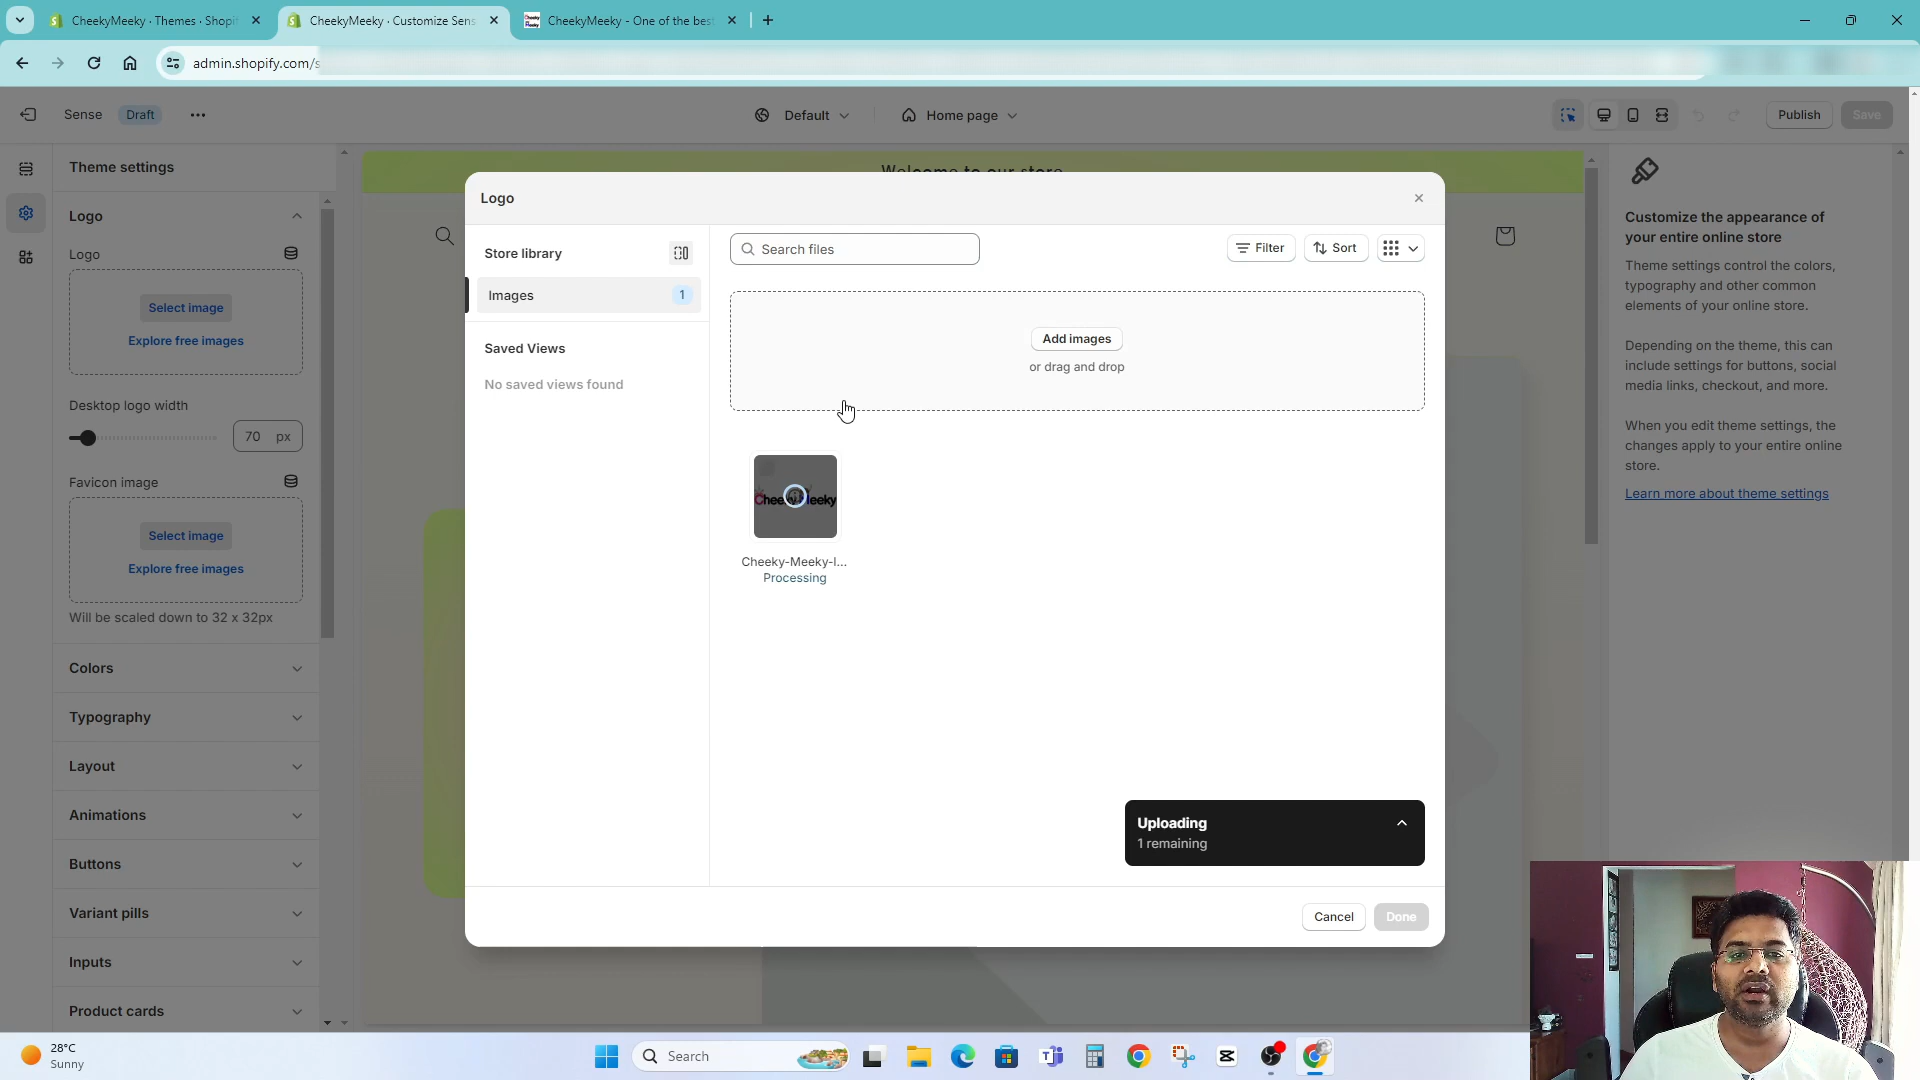 CheekyMeeky · Themes · Shopi
CheekyMeeky · Customize Sens
CheekyMeeky - One of the bes
admin.shopify.com/s
Sense
Draft
Default
Home page
Publish
Save
Theme settings
Logo
Logo
Select image
Explore free images
Desktop logo width
70 px
Favicon image
Select image
Explore free images
Will be scaled down to 32 x 32px
Colors
Typography
Layout
Animations
Buttons
Variant pills
Inputs
Product cards
Welcome to our store
Logo
Store library
Images
1
Saved Views
No saved views found
Search files
Filter
Sort
Add images
or drag and drop
Cheeky-Meeky-l...
Processing
Uploading
1 remaining
Cancel
Done
Customize the appearance of
your entire online store
Theme settings control the colors,
typography and other common
elements of your online store.
Depending on the theme, this can
include settings for buttons, social
media links, checkout, and more.
When you edit theme settings, the
changes apply to your entire online
store.
Learn more about theme settings
28°C
Sunny
Search